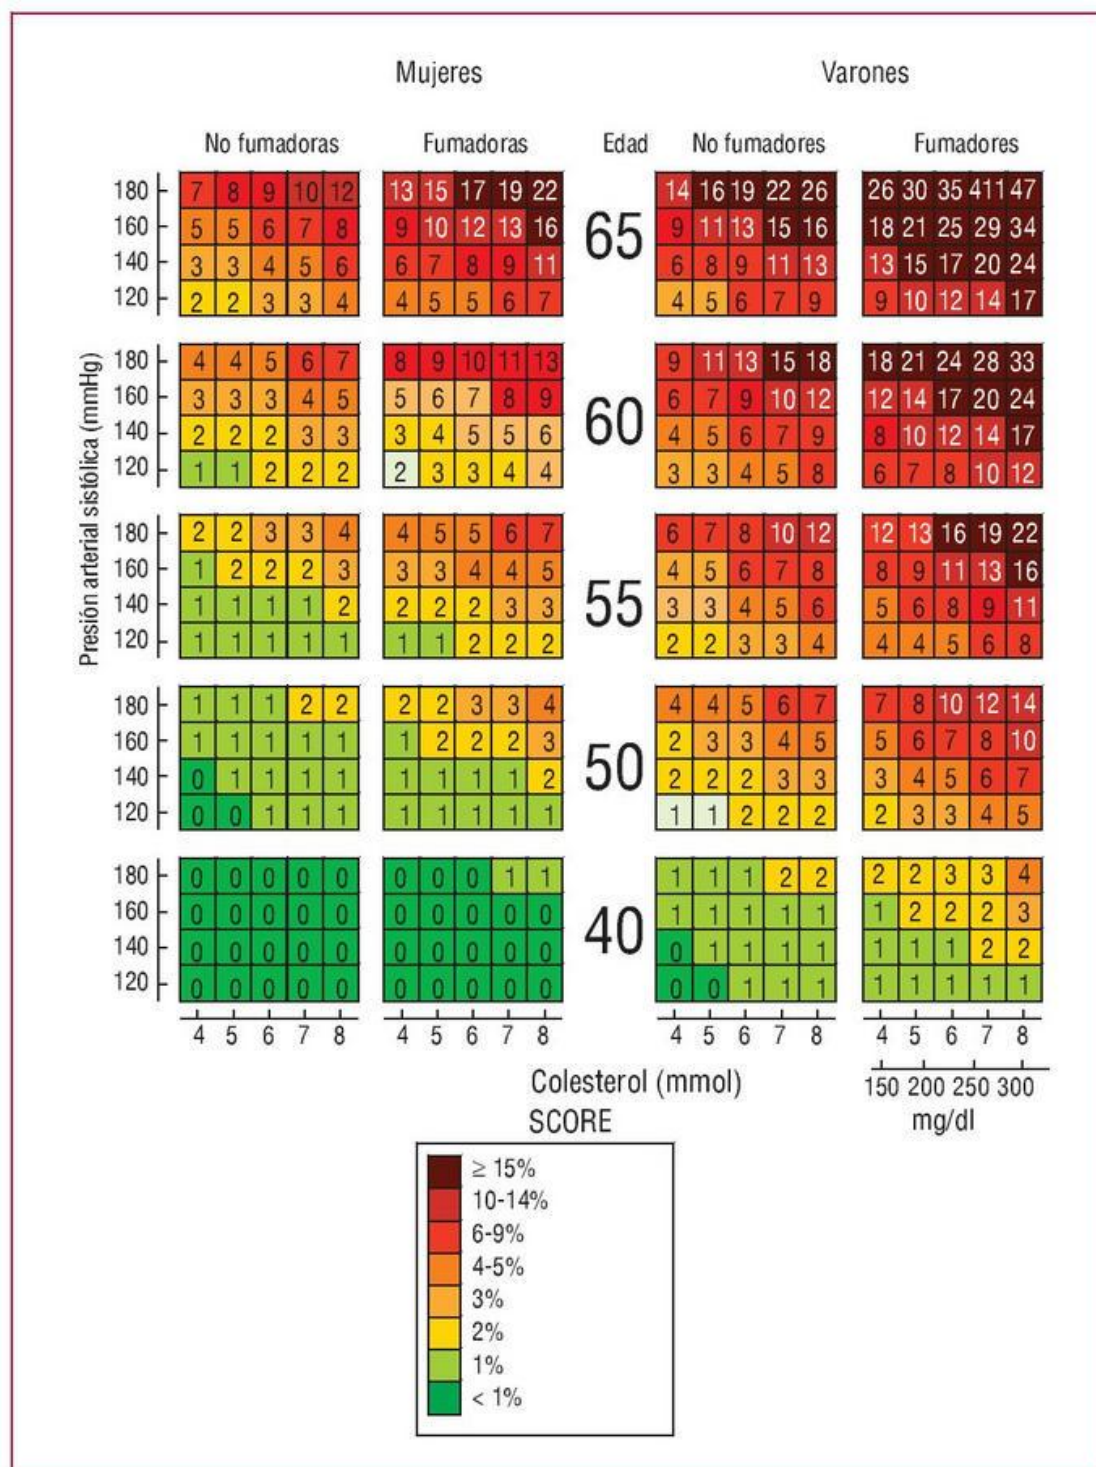 Mujeres Varones
No fumadoras Fumadoras Edad No fumadores Fumadores
180 7 8 9 10 12 13 15 17 19 22 14 16 19 22 26 26 30 35 411 47
160 5 5 6 7 8 9 10 12 13 16 65 9 11 13 15 16 18 21 25 29 34
140 3 3 4 5 6 6 7 8 9 11 6 8 9 11 13 13 15 17 20 24
120 2 2 3 3 4 4 5 5 6 7 4 5 6 7 9 9 10 12 14 17
Presión arterial sistólica (mmHg)
180 4 4 5 6 7 8 9 10 11 13 9 11 13 15 18 18 21 24 28 33
160 3 3 3 4 5 5 6 7 8 9 60 6 7 9 10 12 12 14 17 20 24
140 2 2 2 3 3 3 4 5 5 6 4 5 6 7 9 8 10 12 14 17
120 1 1 2 2 2 2 3 3 4 4 3 3 4 5 8 6 7 8 10 12
180 2 2 3 3 4 4 5 5 6 7 6 7 8 10 12 12 13 16 19 22
160 1 2 2 2 3 3 3 4 4 5 55 4 5 6 7 8 8 9 11 13 16
140 1 1 1 1 2 2 2 2 3 3 3 3 4 5 6 5 6 8 9 11
120 1 1 1 1 1 1 1 2 2 2 2 2 3 3 4 4 4 5 6 8
180 1 1 1 2 2 2 2 3 3 4 4 4 5 6 7 7 8 10 12 14
160 1 1 1 1 1 1 2 2 2 3 50 2 3 3 4 5 5 6 7 8 10
140 0 1 1 1 1 1 1 1 1 2 2 2 2 3 3 3 4 5 6 7
120 0 0 1 1 1 1 1 1 1 1 1 1 2 2 2 2 3 3 4 5
180 0 0 0 0 0 0 0 0 1 1 1 1 1 2 2 2 2 3 3 4
160 0 0 0 0 0 0 0 0 0 0 40 1 1 1 1 1 1 2 2 2 3
140 0 0 0 0 0 0 0 0 0 0 0 1 1 1 1 1 1 1 2 2
120 0 0 0 0 0 0 0 0 0 0 0 0 1 1 1 1 1 1 1 1
4 5 6 7 8 4 5 6 7 8 4 5 6 7 8 4 5 6 7 8
Colesterol (mmol) 150 200 250 300
SCORE mg/dl
≥ 15%
10-14%
6-9%
4-5%
3%
2%
1%
< 1%